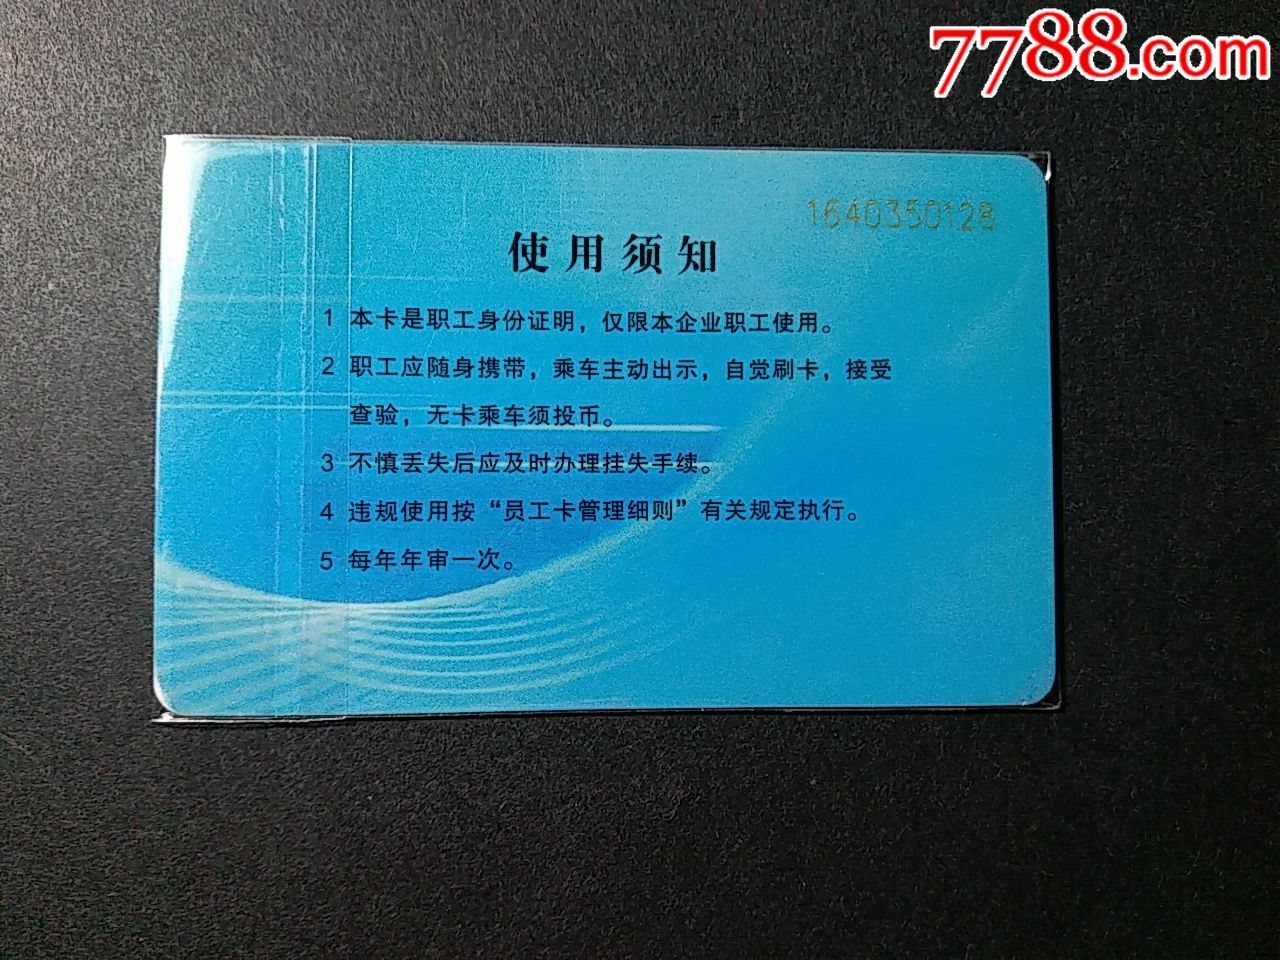 7788.com
1640350128
使用须知
1 本卡是职工身份证明，仅限本企业职工使用。
2 职工应随身携带，乘车主动出示，自觉刷卡，接受
查验，无卡乘车须投币。
3 不慎丢失后应及时办理挂失手续。
4 违规使用按“员工卡管理细则”有关规定执行。
5 每年年审一次。